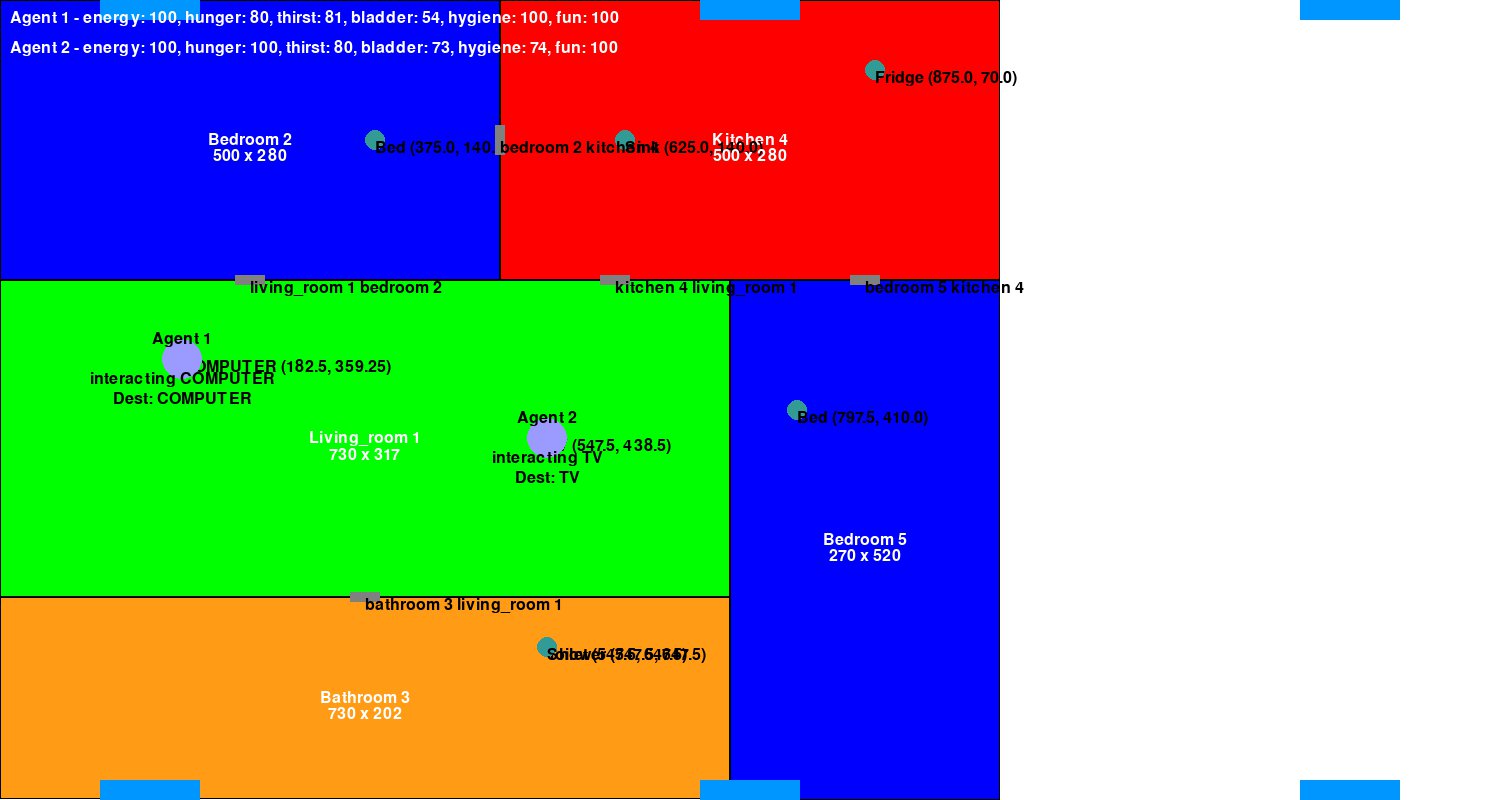 Agent 1 - energy: 100, hunger: 80, thirst: 81, bladder: 54, hygiene: 100, fun: 100
Agent 2 - energy: 100, hunger: 100, thirst: 80, bladder: 73, hygiene: 74, fun: 100
Fridge (875.0, 70.0)
Bedroom 2
500 x 280
Bed (375.0, 140.
bedroom 2 kitchen 4
Sink (625.0, 140.0)
Kitchen 4
500 x 280
living_room 1 bedroom 2
kitchen 4 living_room 1
bedroom 5 kitchen 4
Agent 1
OMPUTER (182.5, 359.25)
interacting COMPUTER
Dest: COMPUTER
Agent 2
(547.5, 438.5)
interacting TV
Dest: TV
Living_room 1
730 x 317
Bed (797.5, 410.0)
Bedroom 5
270 x 520
bathroom 3 living_room 1
Bathroom 3
730 x 202